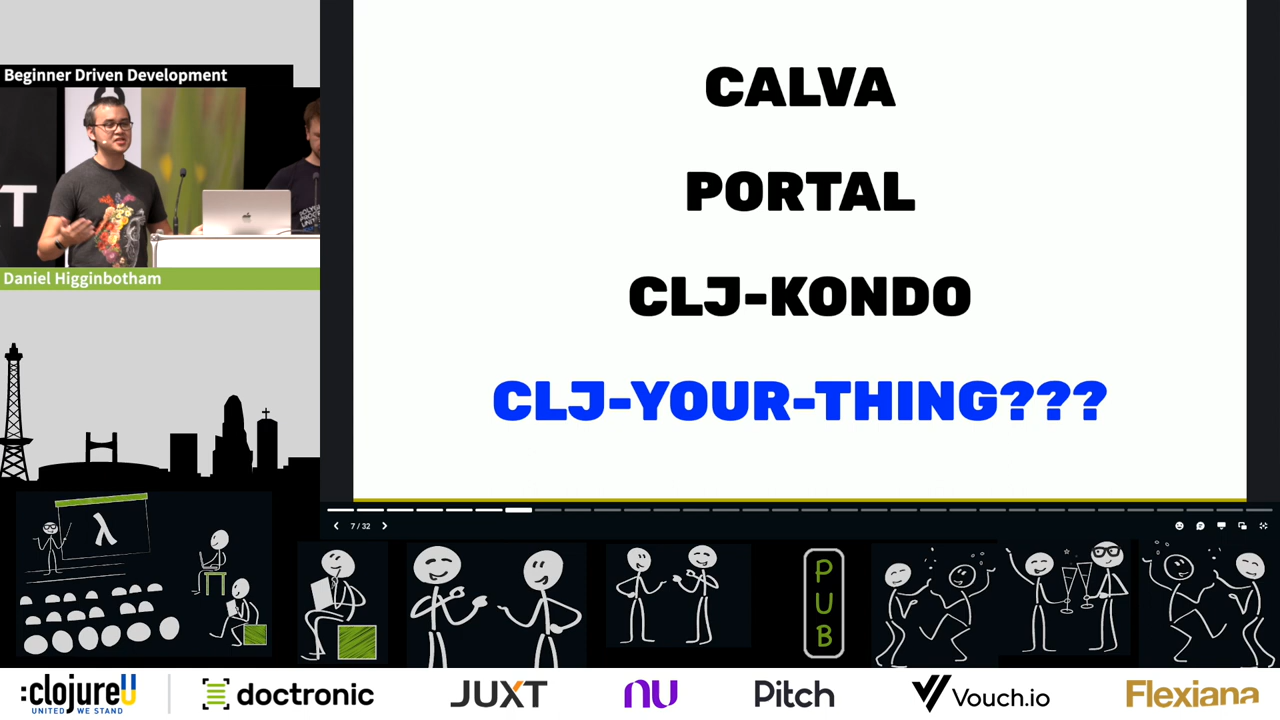 Beginner Driven Development
Daniel Higginbotham
CALVA
PORTAL
CLJ-KONDO
CLJ-YOUR-THING???
7 / 32
λ
PUB
:clojureU
UNITED WE STAND
doctronic
JUXT
nu
Pitch
Vouch.io
Flexiana